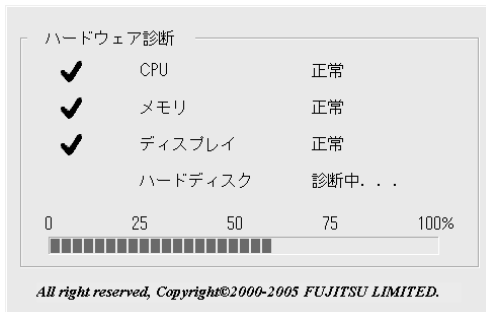 ハードウェア診断
CPU 正常
メモリ 正常
ディスプレイ 正常
ハードディスク 診断中. . .
0 25 50 75 100%
All right reserved, Copyright©2000-2005 FUJITSU LIMITED.